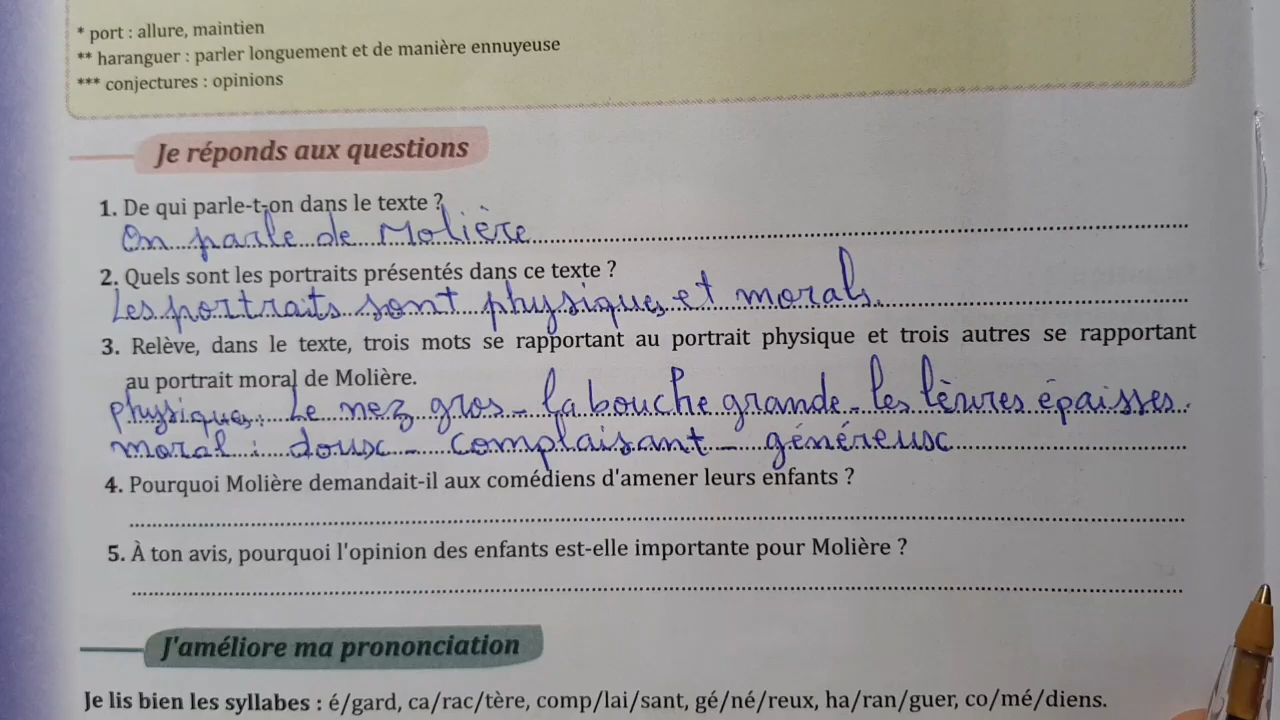 * port : allure, maintien
** haranguer : parler longuement et de manière ennuyeuse
*** conjectures : opinions
Je réponds aux questions
1. De qui parle-t-on dans le texte ?
On parle de Molière
2. Quels sont les portraits présentés dans ce texte ?
Les portraits sont physiques et morals.
3. Relève, dans le texte, trois mots se rapportant au portrait physique et trois autres se rapportant
au portrait moral de Molière.
physiques : Le nez gros - la bouche grande - les lèvres épaisses.
moral : doux - complaisant - généreux
4. Pourquoi Molière demandait-il aux comédiens d'amener leurs enfants ?
5. À ton avis, pourquoi l'opinion des enfants est-elle importante pour Molière ?
J'améliore ma prononciation
Je lis bien les syllabes : é/gard, ca/rac/tère, comp/lai/sant, gé/né/reux, ha/ran/guer, co/mé/diens.